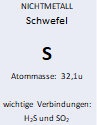 NICHTMETALL
Schwefel
S
Atommasse: 32,1u
wichtige Verbindungen:
H₂S und SO₂